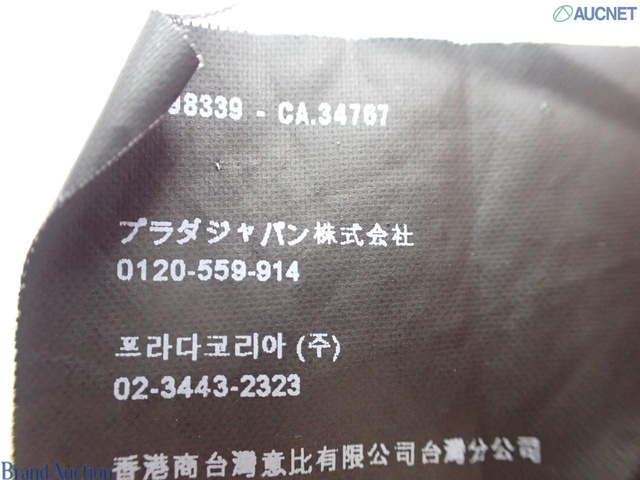 AUCNET
98339 - CA.34767
プラダジャパン株式会社
0120-559-914
프라다코리아 (주)
02-3443-2323
香港商台灣意比有限公司台灣分公司
Brand Auction